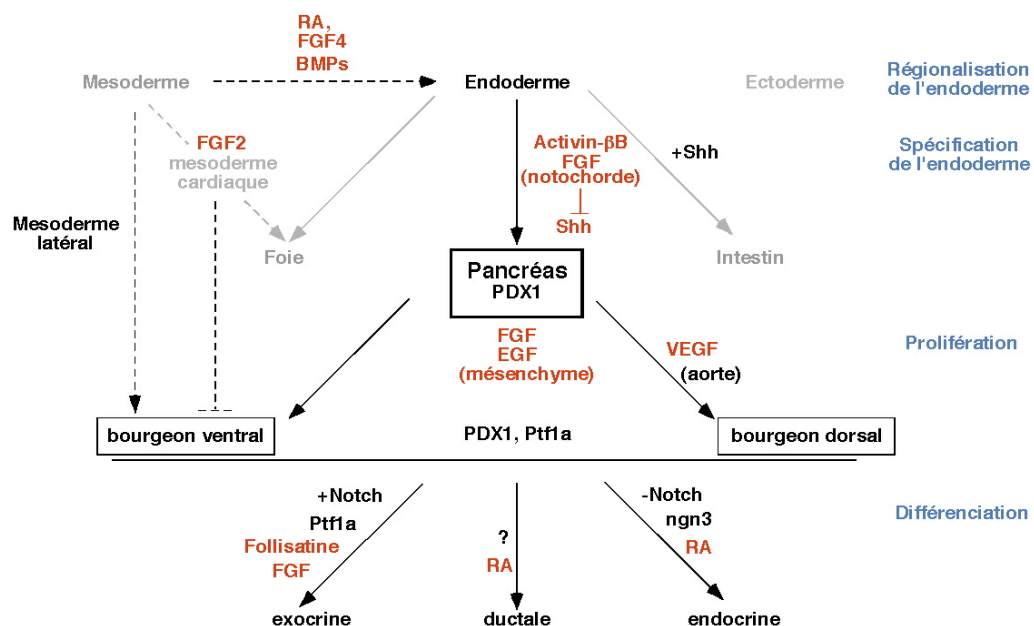 RA,
FGF4
BMPs
Mesoderme
Endoderme
Ectoderme
Régionalisation
de l'endoderme
FGF2
mesoderme
cardiaque
Activin-βB
FGF
(notochorde)
+Shh
Spécification
de l'endoderme
Mesoderme
latéral
Shh
Foie
Intestin
Pancréas
PDX1
FGF
EGF
(mésenchyme)
VEGF
(aorte)
Prolifération
bourgeon ventral
PDX1, Ptf1a
bourgeon dorsal
+Notch
Ptf1a
Follisatine
FGF
?
RA
-Notch
ngn3
RA
Différenciation
exocrine
ductale
endocrine